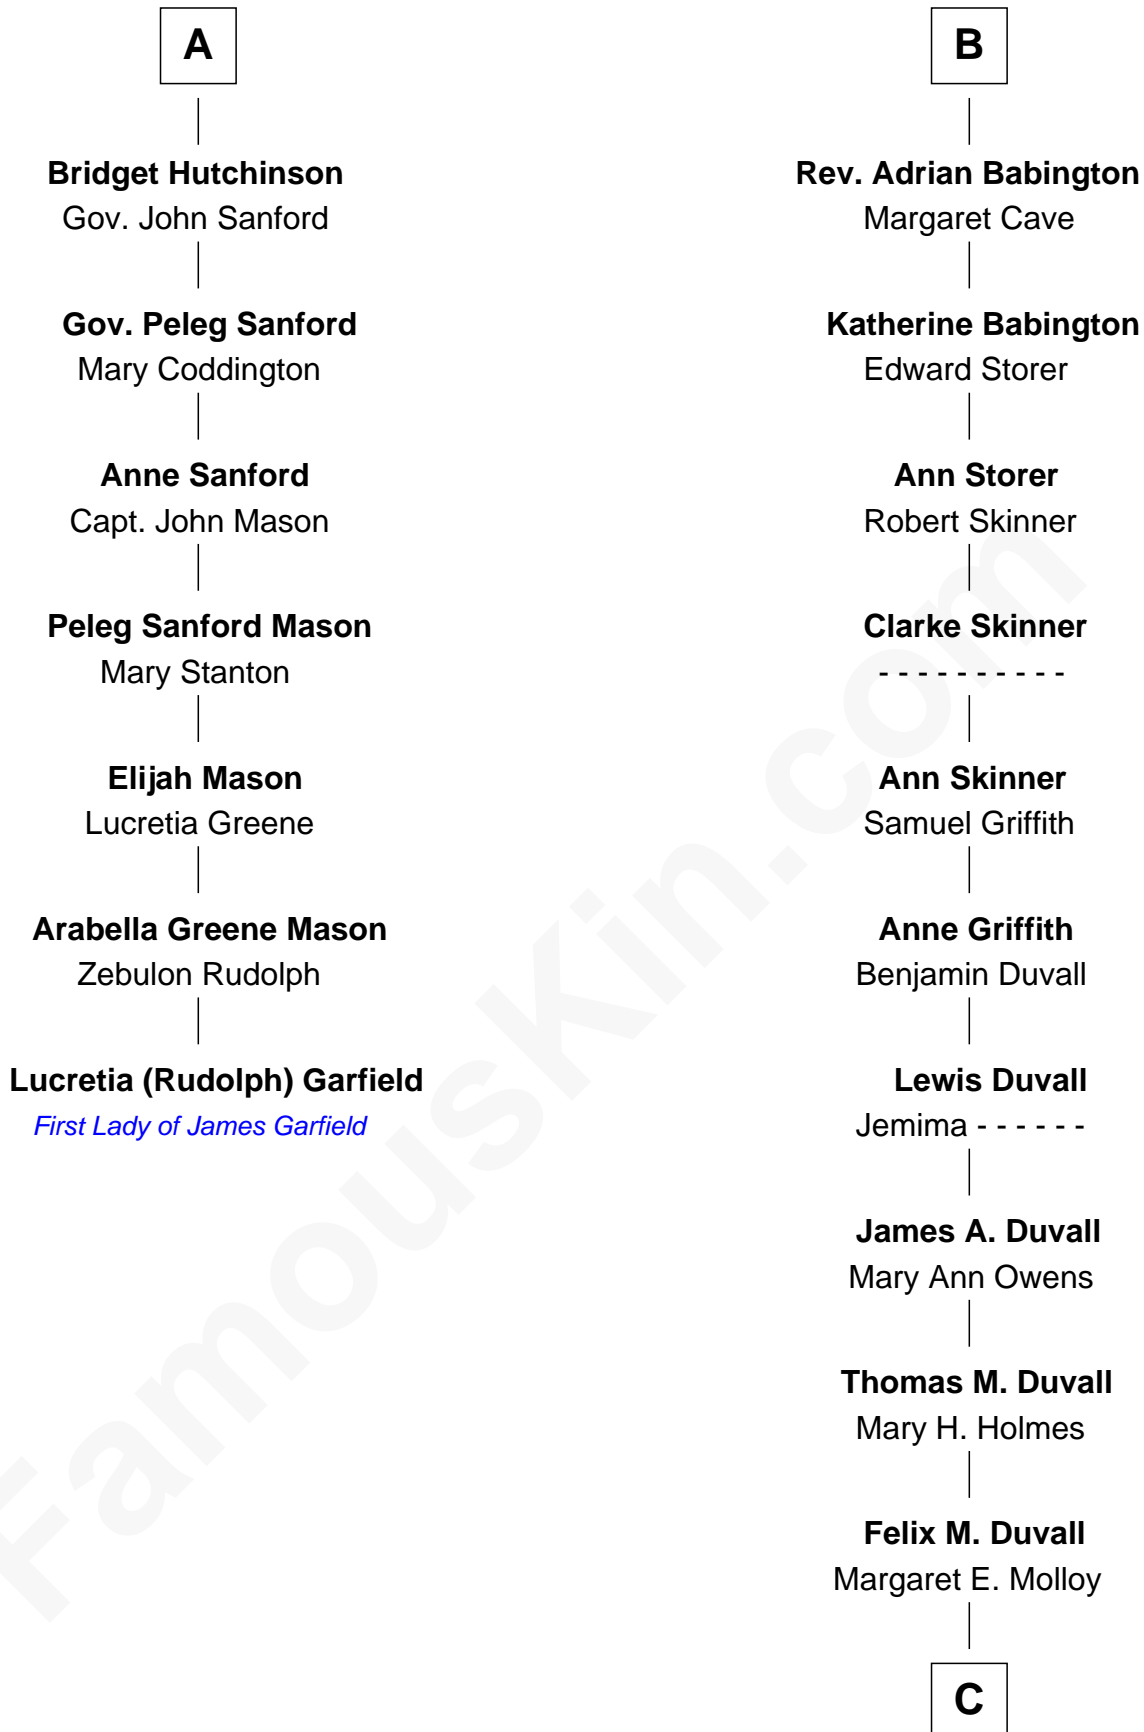 A
Bridget Hutchinson
Gov. John Sanford
Gov. Peleg Sanford
Mary Coddington
Anne Sanford
Capt. John Mason
Peleg Sanford Mason
Mary Stanton
Elijah Mason
Lucretia Greene
Arabella Greene Mason
Zebulon Rudolph
Lucretia (Rudolph) Garfield
First Lady of James Garfield
B
Rev. Adrian Babington
Margaret Cave
Katherine Babington
Edward Storer
Ann Storer
Robert Skinner
Clarke Skinner
- - - - - - - - - -
Ann Skinner
Samuel Griffith
Anne Griffith
Benjamin Duvall
Lewis Duvall
Jemima - - - - - -
James A. Duvall
Mary Ann Owens
Thomas M. Duvall
Mary H. Holmes
Felix M. Duvall
Margaret E. Molloy
C
FamousKin.com